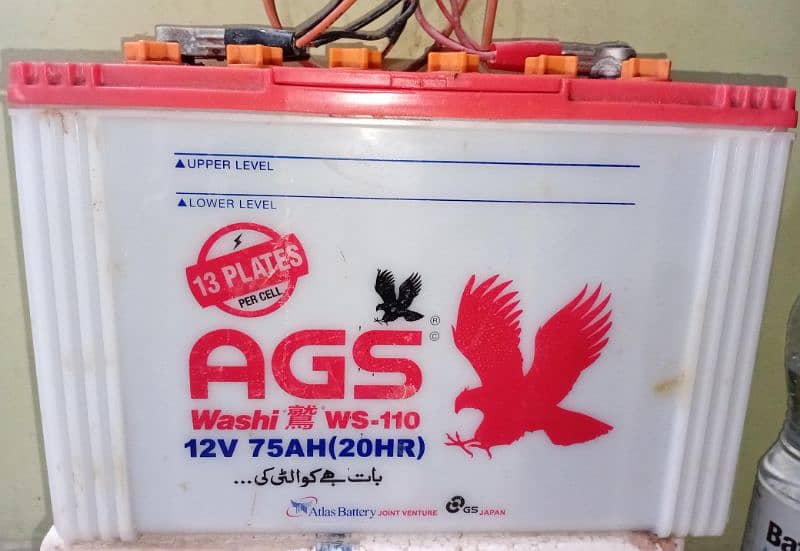 ▲UPPER LEVEL
▲LOWER LEVEL
13 PLATES
PER CELL
AGS
®
©
Washi 鷲 WS-110
12V 75AH(20HR)
بات ہے کوالٹی کی...
Atlas Battery JOINT VENTURE GS JAPAN
Ba